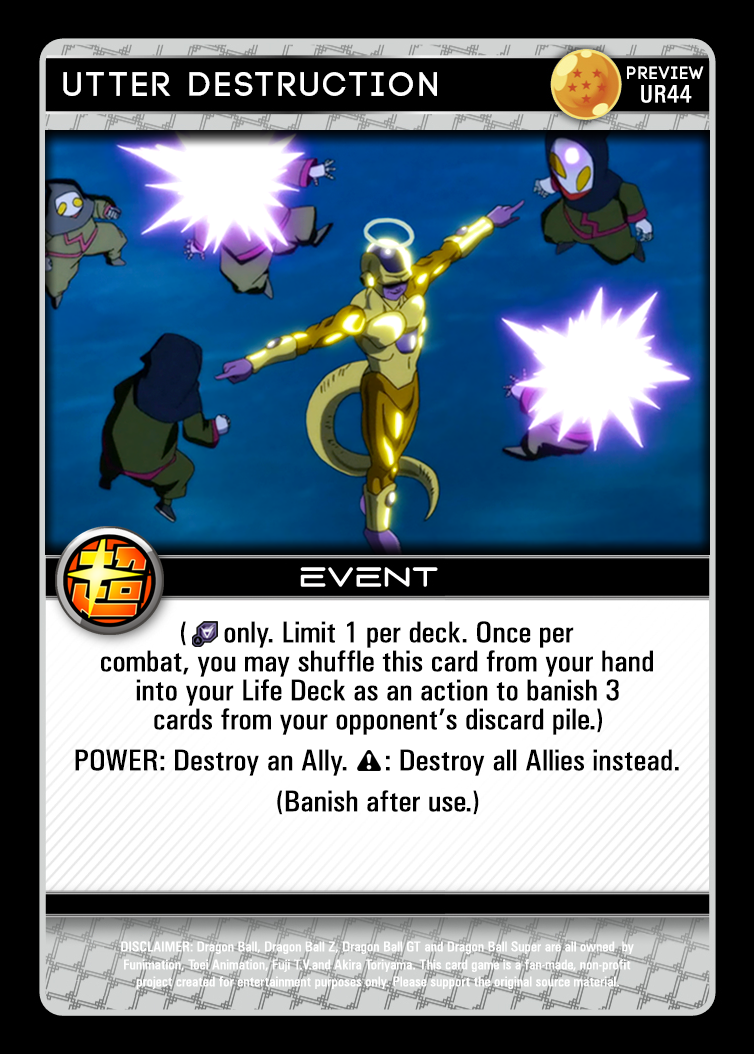 UTTER DESTRUCTION
PREVIEW
UR44
超
EVENT
( only. Limit 1 per deck. Once per
combat, you may shuffle this card from your hand
into your Life Deck as an action to banish 3
cards from your opponent's discard pile.)
POWER: Destroy an Ally. ⚠: Destroy all Allies instead.
(Banish after use.)
DISCLAIMER: Dragon Ball, Dragon Ball Z, Dragon Ball GT and Dragon Ball Super are all owned by
Funimation, Toei Animation, Fuji T.V.and Akira Toriyama. This card game is a fan-made, non-profit
project created for entertainment purposes only. Please support the original source material.